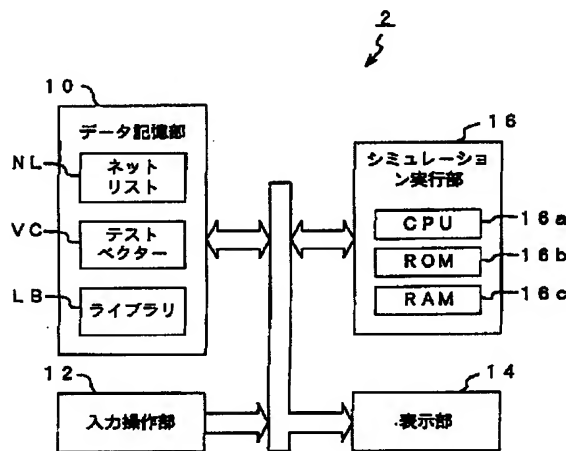 2
10
データ記憶部
NL
ネット
リスト
VC
テスト
ベクター
LB
ライブラリ
16
シミュレーショ
ン実行部
CPU
16a
ROM
16b
RAM
16c
12
入力操作部
14
表示部